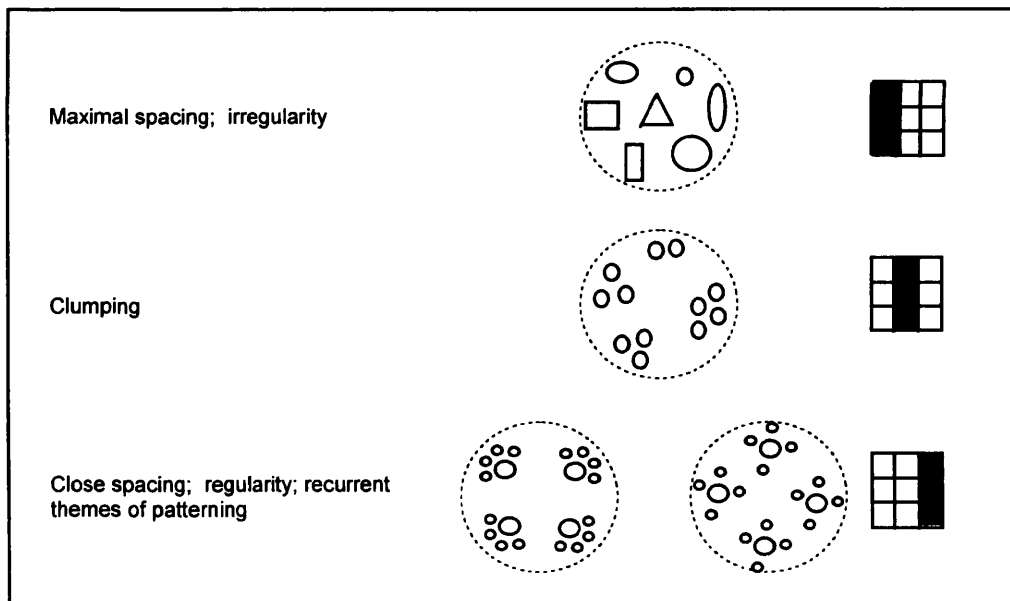 Maximal spacing; irregularity
Clumping
Close spacing; regularity; recurrent
themes of patterning